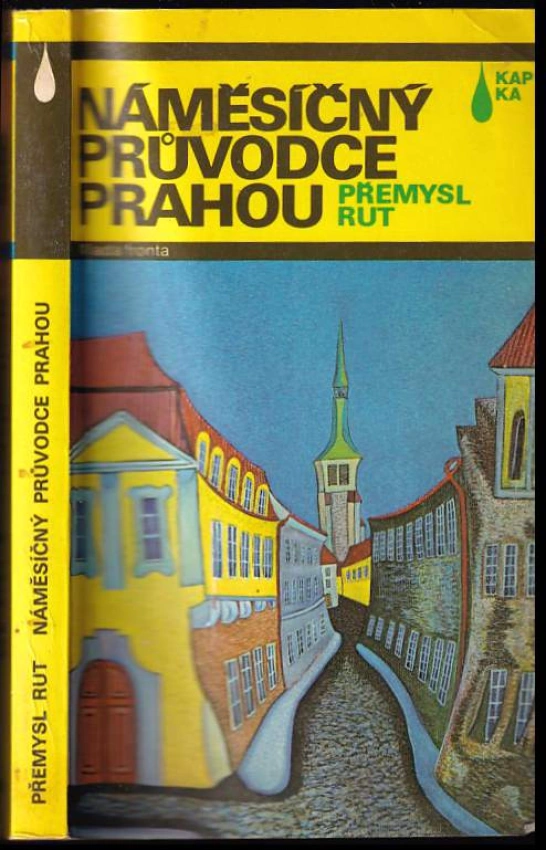 KAP
KA
NÁMĚSÍČNÝ
PRŮVODCE
PRAHOU
PŘEMYSL
RUT
mladá fronta
PŘEMYSL RUT NÁMĚSÍČNÝ PRŮVODCE PRAHOU